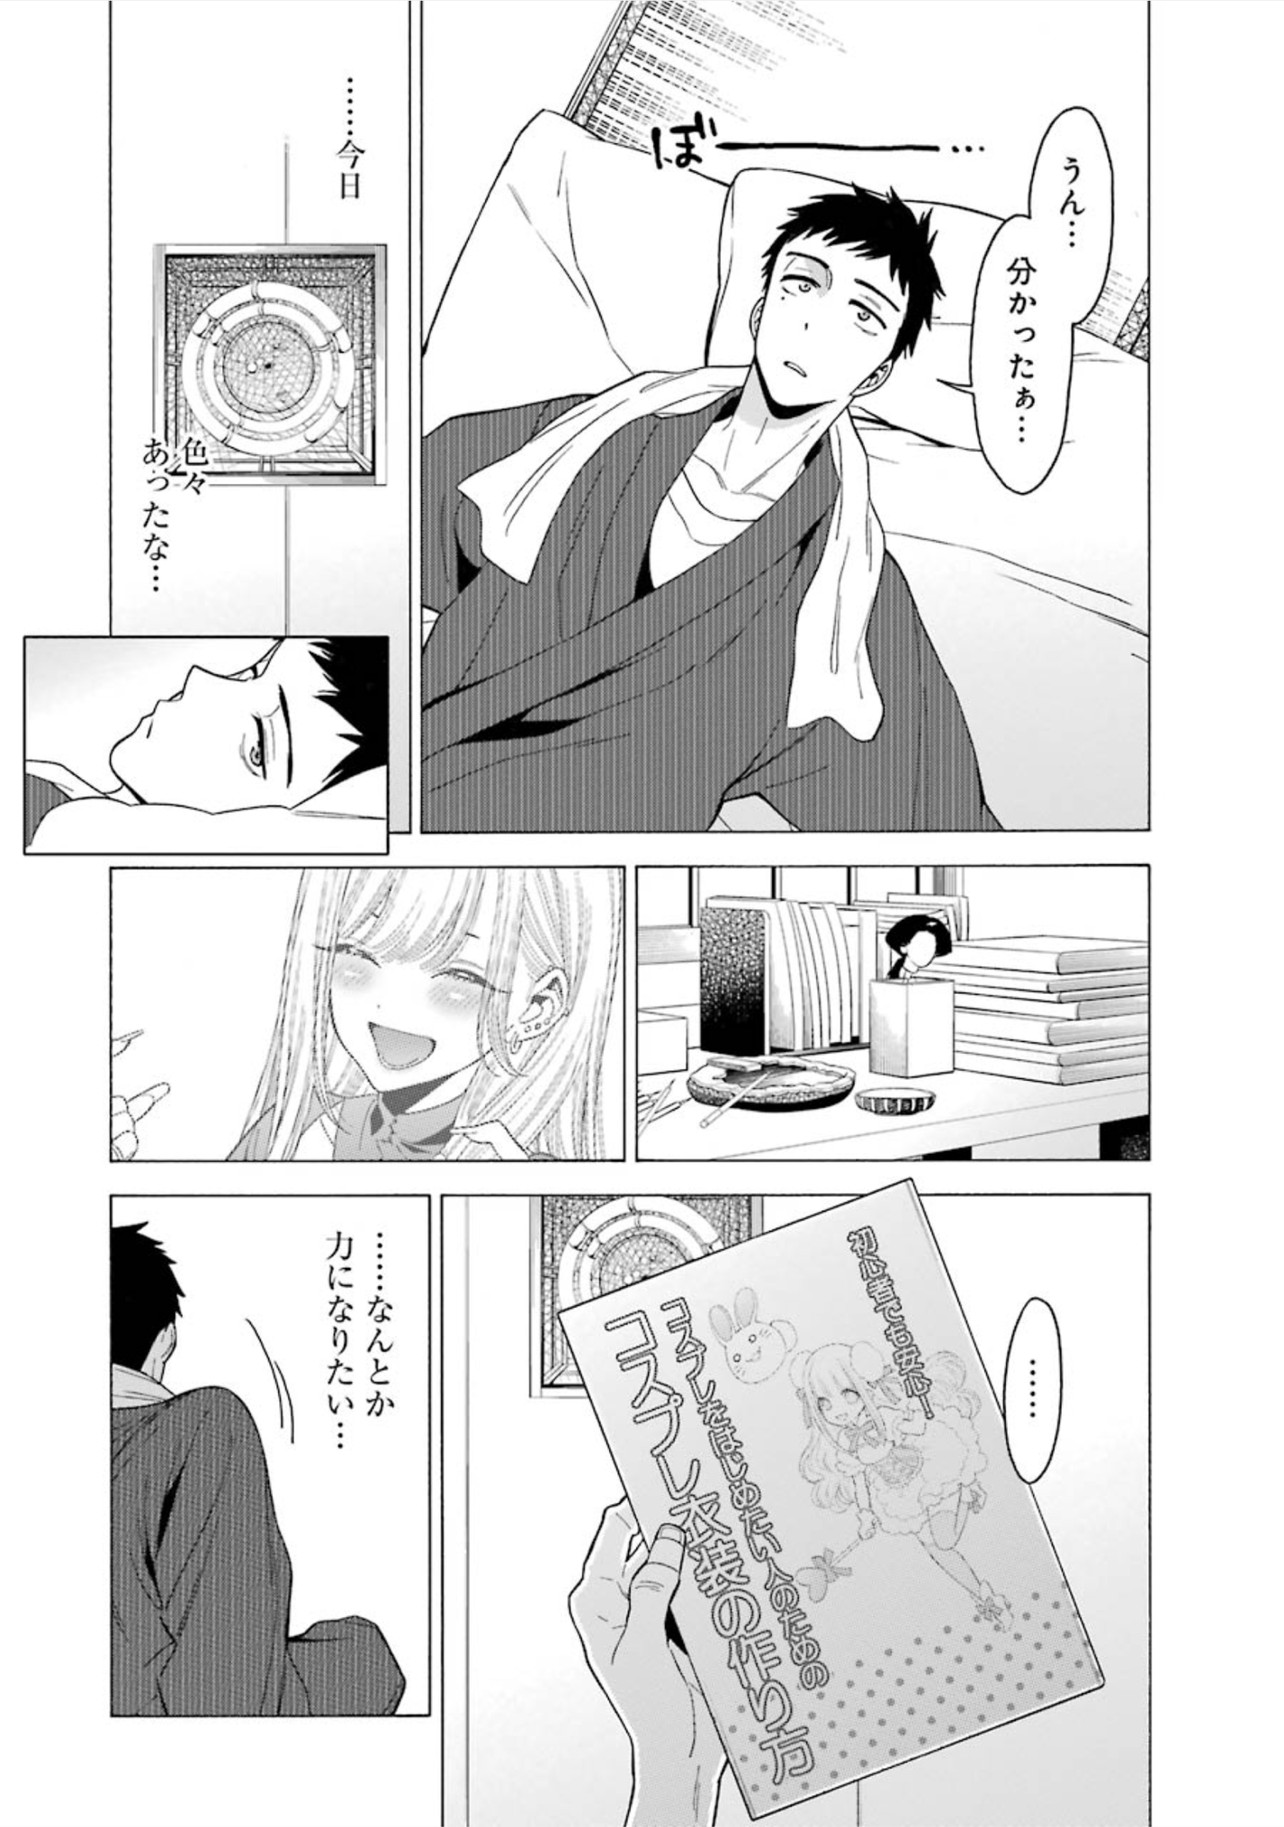 うん…
分かったぁ…
ぼーーー…
……今日
色々
あったな…
……
初心者でも安心！
コスプレをはじめたい人のための
コスプレ衣装の作り方
……なんとか
力になりたい…